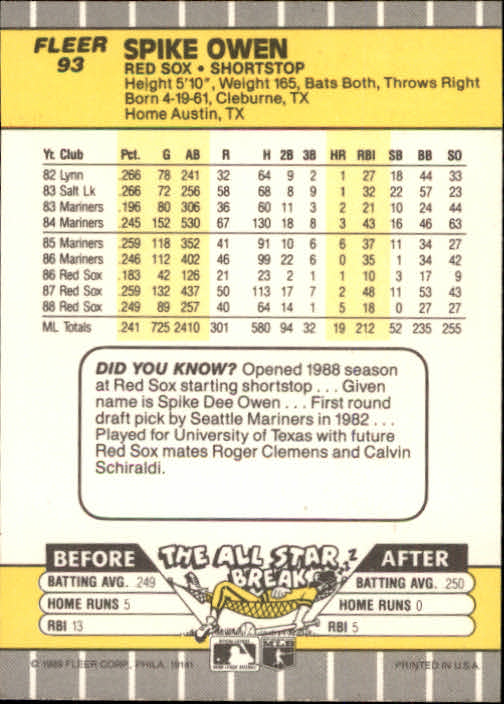 FLEER
93
SPIKE OWEN
RED SOX • SHORTSTOP
Height 5'10", Weight 165, Bats Both, Throws Right
Born 4-19-61, Cleburne, TX
Home Austin, TX
Yr. Club Pct. G AB R H 2B 3B HR RBI SB BB SO
82 Lynn .266 78 241 32 64 9 2 1 27 18 44 33
83 Salt Lk .266 72 256 58 68 8 9 1 32 22 57 23
83 Mariners .196 80 306 36 60 11 3 2 21 10 24 44
84 Mariners .245 152 530 67 130 18 8 3 43 16 46 63
85 Mariners .259 118 352 41 91 10 6 6 37 11 34 27
86 Mariners .246 112 402 46 99 22 6 0 35 1 34 42
86 Red Sox .183 42 126 21 23 2 1 1 10 3 17 9
87 Red Sox .259 132 437 50 113 17 7 2 48 11 53 43
88 Red Sox .249 89 257 40 64 14 1 5 18 0 27 27
ML Totals .241 725 2410 301 580 94 32 19 212 52 235 255
DID YOU KNOW? Opened 1988 season
at Red Sox starting shortstop . . . Given
name is Spike Dee Owen . . . First round
draft pick by Seattle Mariners in 1982 . . .
Played for University of Texas with future
Red Sox mates Roger Clemens and Calvin
Schiraldi.
BEFORE THE ALL STAR BREAK AFTER
BATTING AVG. .249
HOME RUNS 5
RBI 13
BATTING AVG. .250
HOME RUNS 0
RBI 5
MLB
© 1989 FLEER CORP., PHILA. 19141
PRINTED IN U.S.A.